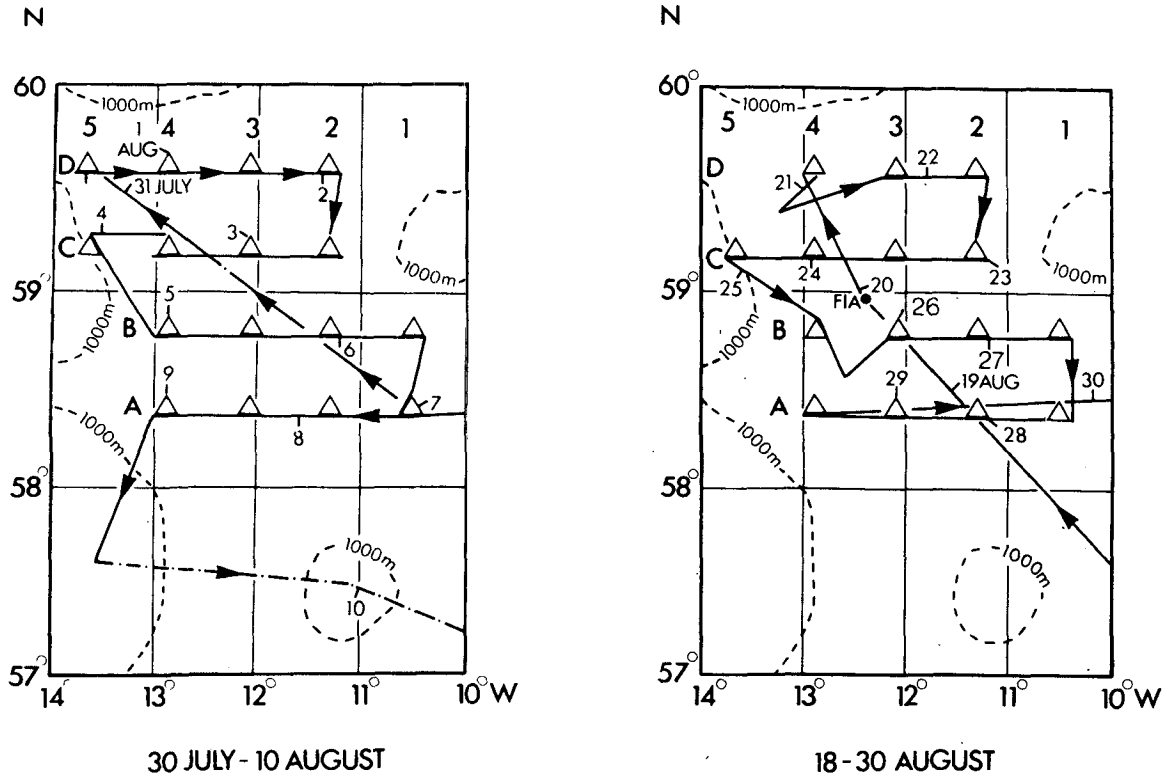 N
60
1000m
5 1 4 3 2 1
AUG
D
31 JULY
2
4
3
C
1000m
59°
5
B
1000m
6
9
A
7
8
58°
1000m
10
57°
14° 13° 12° 11° 10°W
30 JULY - 10 AUGUST
N
60°
1000m
5 4 3 2 1
D
22
21
C
24
23
1000m
25
59°
20
FIA
26
B
1000m
27
19AUG
29
30
A
28
1000m
58°
1000m
57°
14° 13° 12° 11° 10°W
18 - 30 AUGUST